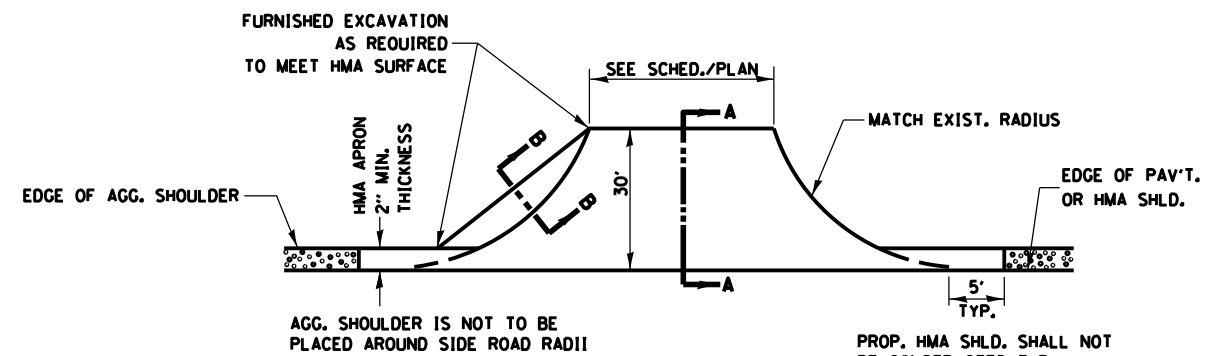 FURNISHED EXCAVATION
AS REQUIRED
TO MEET HMA SURFACE
SEE SCHED./PLAN
A
MATCH EXIST. RADIUS
HMA APRON
2" MIN.
THICKNESS
B
B
30'
EDGE OF AGG. SHOULDER
EDGE OF PAV'T.
OR HMA SHLD.
A
5'
TYP.
AGG. SHOULDER IS NOT TO BE
PLACED AROUND SIDE ROAD RADII
PROP. HMA SHLD. SHALL NOT